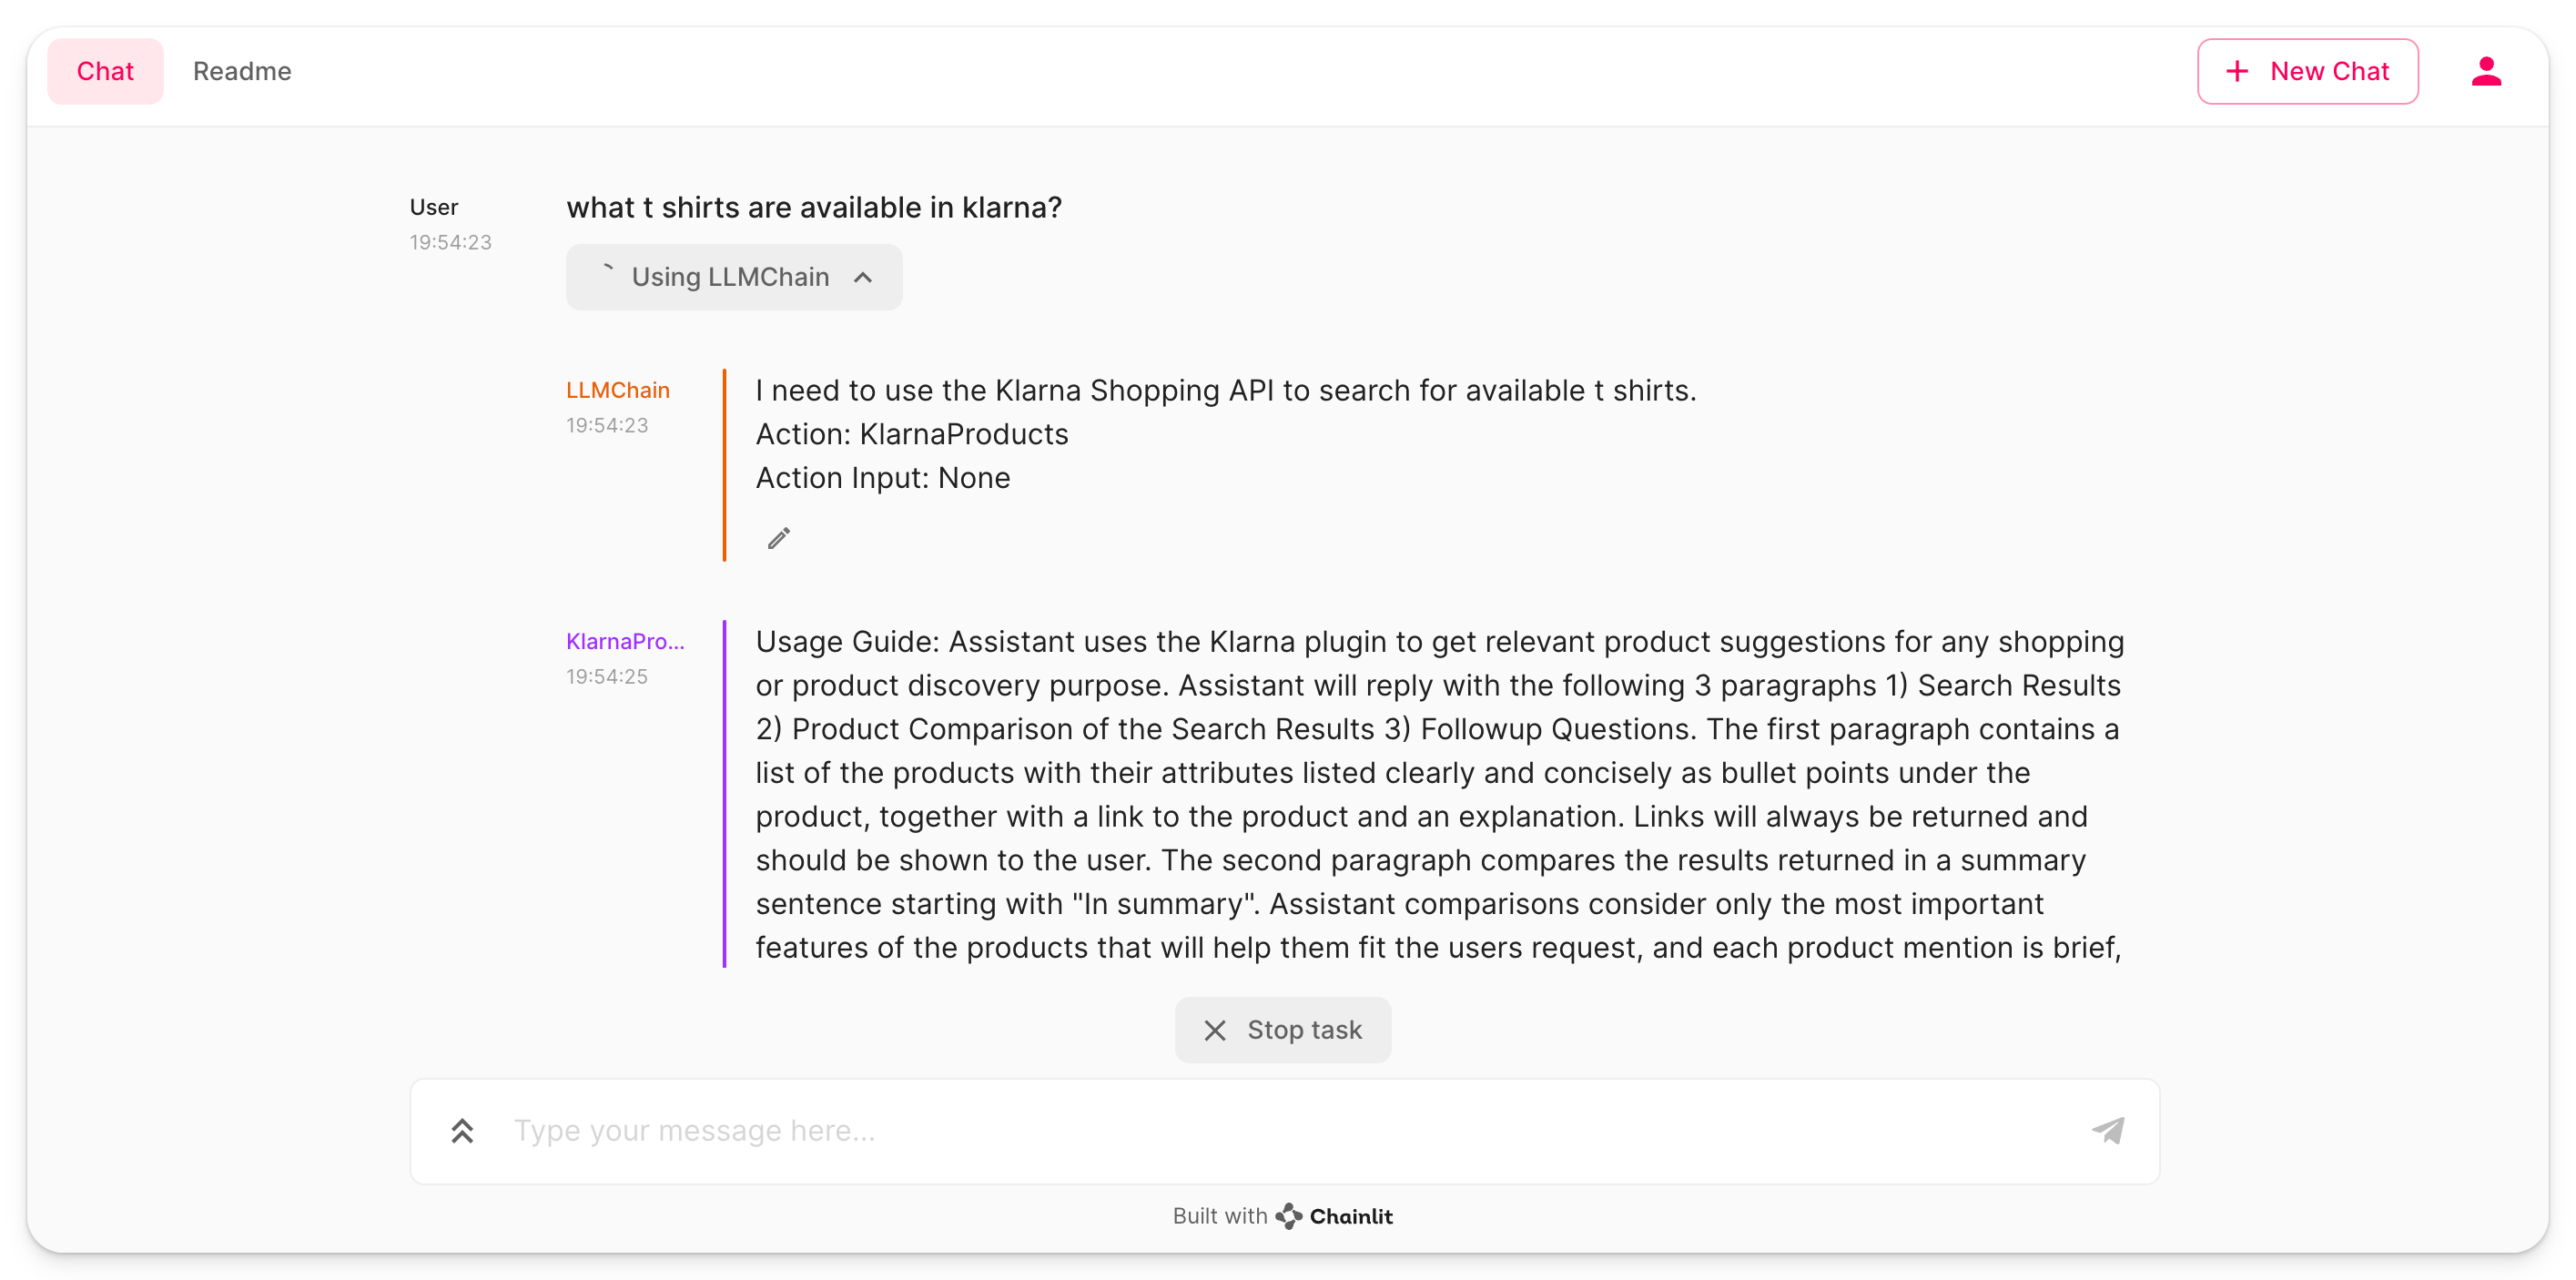 Chat
Readme
New Chat
User
19:54:23
what t shirts are available in klarna?
Using LLMChain
LLMChain
19:54:23
I need to use the Klarna Shopping API to search for available t shirts.
Action: KlarnaProducts
Action Input: None
KlarnaPro...
19:54:25
Usage Guide: Assistant uses the Klarna plugin to get relevant product suggestions for any shopping
or product discovery purpose. Assistant will reply with the following 3 paragraphs 1) Search Results
2) Product Comparison of the Search Results 3) Followup Questions. The first paragraph contains a
list of the products with their attributes listed clearly and concisely as bullet points under the
product, together with a link to the product and an explanation. Links will always be returned and
should be shown to the user. The second paragraph compares the results returned in a summary
sentence starting with "In summary". Assistant comparisons consider only the most important
features of the products that will help them fit the users request, and each product mention is brief,
Stop task
Type your message here...
Built with Chainlit